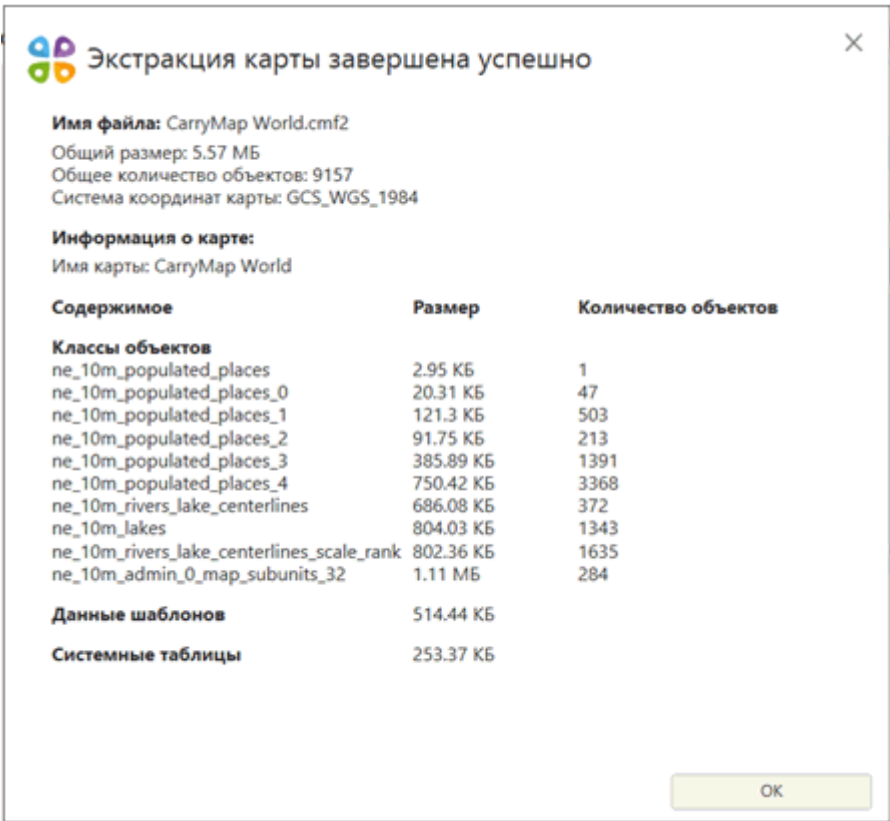 Экстракция карты завершена успешно
Имя файла: CarryMap World.cmf2
Общий размер: 5.57 МБ
Общее количество объектов: 9157
Система координат карты: GCS_WGS_1984
Информация о карте:
Имя карты: CarryMap World
Содержимое Размер Количество объектов
Классы объектов
ne_10m_populated_places 2.95 КБ 1
ne_10m_populated_places_0 20.31 КБ 47
ne_10m_populated_places_1 121.3 КБ 503
ne_10m_populated_places_2 91.75 КБ 213
ne_10m_populated_places_3 385.89 КБ 1391
ne_10m_populated_places_4 750.42 КБ 3368
ne_10m_rivers_lake_centerlines 686.08 КБ 372
ne_10m_lakes 804.03 КБ 1343
ne_10m_rivers_lake_centerlines_scale_rank 802.36 КБ 1635
ne_10m_admin_0_map_subunits_32 1.11 МБ 284
Данные шаблонов 514.44 КБ
Системные таблицы 253.37 КБ
ОК